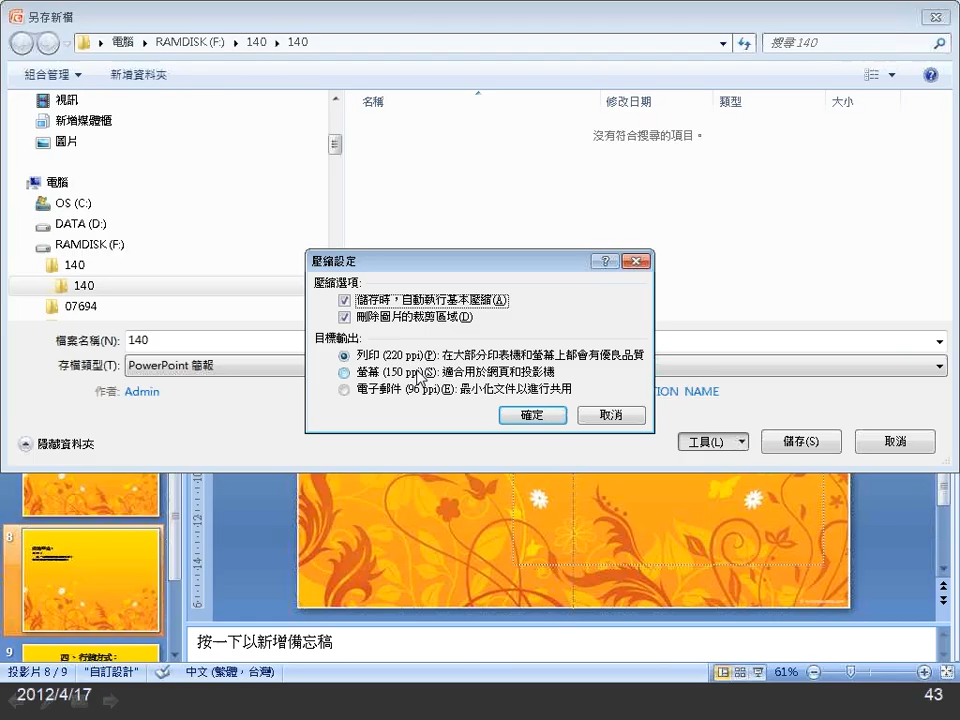 另存新檔
電腦 RAMDISK (F:) 140 140
搜尋 140
組合管理 新增資料夾
視訊
新增媒體櫃
圖片
電腦
OS (C:)
DATA (D:)
RAMDISK (F:)
140
140
07694
名稱 修改日期 類型 大小
沒有符合搜尋的項目。
檔案名稱(N): 140
存檔類型(T): PowerPoint 簡報
作者: Admin
ION NAME
隱藏資料夾
工具(L) 儲存(S) 取消
壓縮設定
壓縮選項:
儲存時，自動執行基本壓縮(A)
刪除圖片的裁剪區域(D)
目標輸出:
列印 (220 ppi)(P): 在大部分印表機和螢幕上都會有優良品質
螢幕 (150 ppi)(S): 適合用於網頁和投影機
電子郵件 (96 ppi)(E): 最小化文件以進行共用
確定 取消
8
9
四、行銷方式：
按一下以新增備忘稿
投影片 8 / 9 "自訂設計" 中文 (繁體，台灣) 61%
2012/4/17
43